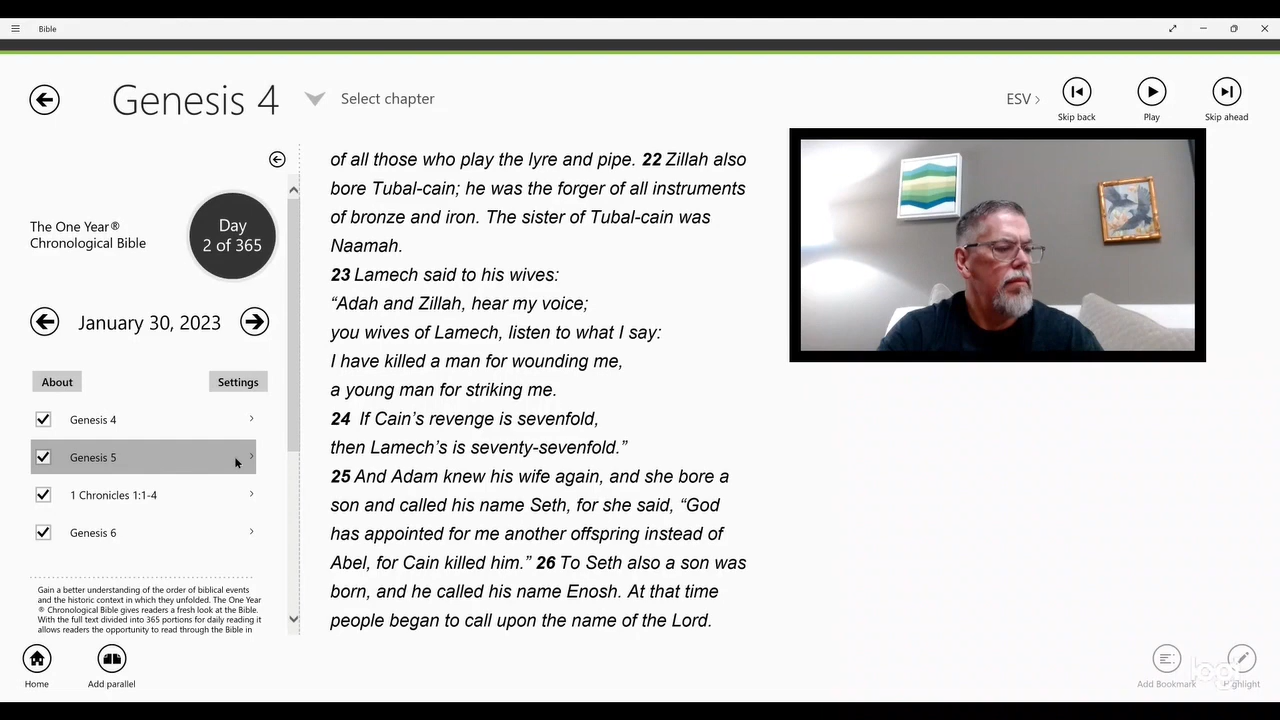 Bible
Genesis 4
Select chapter
ESV
Skip back
Play
Skip ahead
The One Year®
Chronological Bible
Day
2 of 365
January 30, 2023
About
Settings
Genesis 4
Genesis 5
1 Chronicles 1:1-4
Genesis 6
Gain a better understanding of the order of biblical events
and the historic context in which they unfolded. The One Year
® Chronological Bible gives readers a fresh look at the Bible.
With the full text divided into 365 portions for daily reading it
allows readers the opportunity to read through the Bible in
of all those who play the lyre and pipe. 22 Zillah also
bore Tubal-cain; he was the forger of all instruments
of bronze and iron. The sister of Tubal-cain was
Naamah.
23 Lamech said to his wives:
“Adah and Zillah, hear my voice;
you wives of Lamech, listen to what I say:
I have killed a man for wounding me,
a young man for striking me.
24 If Cain’s revenge is sevenfold,
then Lamech’s is seventy-sevenfold.”
25 And Adam knew his wife again, and she bore a
son and called his name Seth, for she said, “God
has appointed for me another offspring instead of
Abel, for Cain killed him.” 26 To Seth also a son was
born, and he called his name Enosh. At that time
people began to call upon the name of the Lord.
Home
Add parallel
Add Bookmark
Highlight
logi